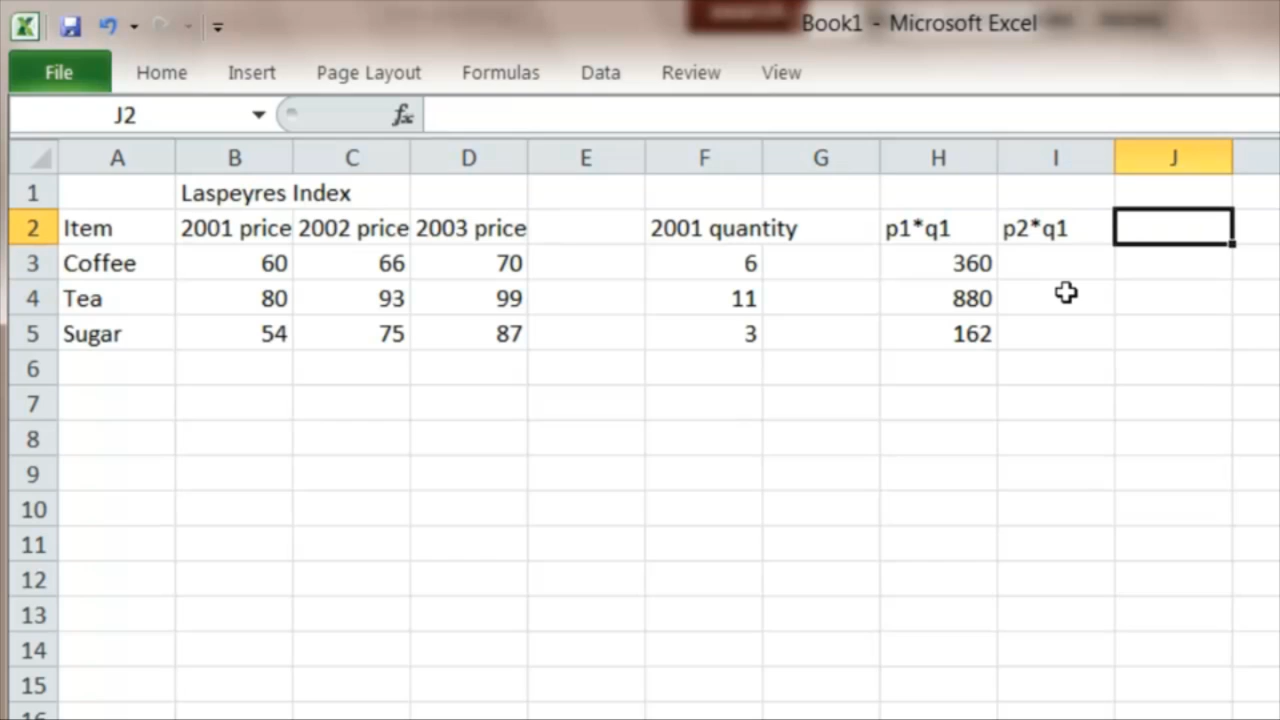 Book1 - Microsoft Excel
File Home Insert Page Layout Formulas Data Review View
J2 fx
A B C D E F G H I J
1 Laspeyres Index
2 Item 2001 price 2002 price 2003 price 2001 quantity p1*q1 p2*q1
3 Coffee 60 66 70 6 360
4 Tea 80 93 99 11 880
5 Sugar 54 75 87 3 162
6
7
8
9
10
11
12
13
14
15
16